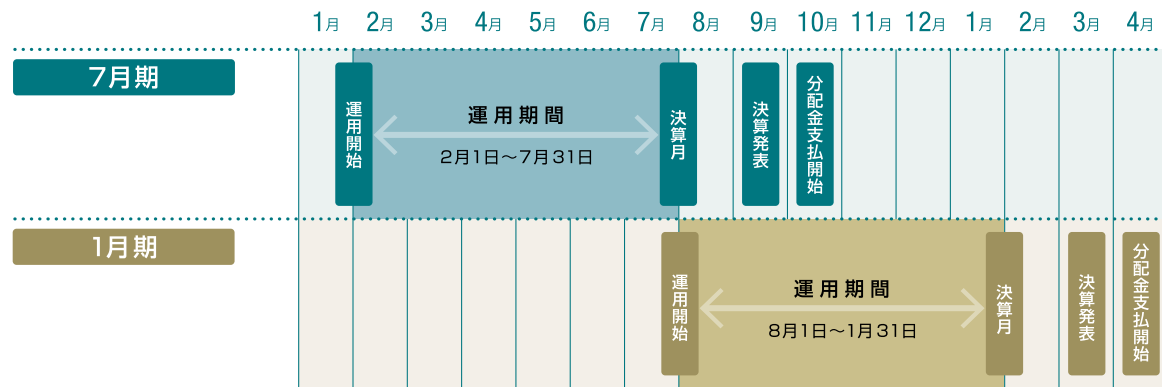 1月 2月 3月 4月 5月 6月 7月 8月 9月 10月 11月 12月 1月 2月 3月 4月
7月期
運用開始
運用期間
2月1日〜7月31日
決算月
決算発表
分配金支払開始
1月期
運用開始
運用期間
8月1日〜1月31日
決算月
決算発表
分配金支払開始